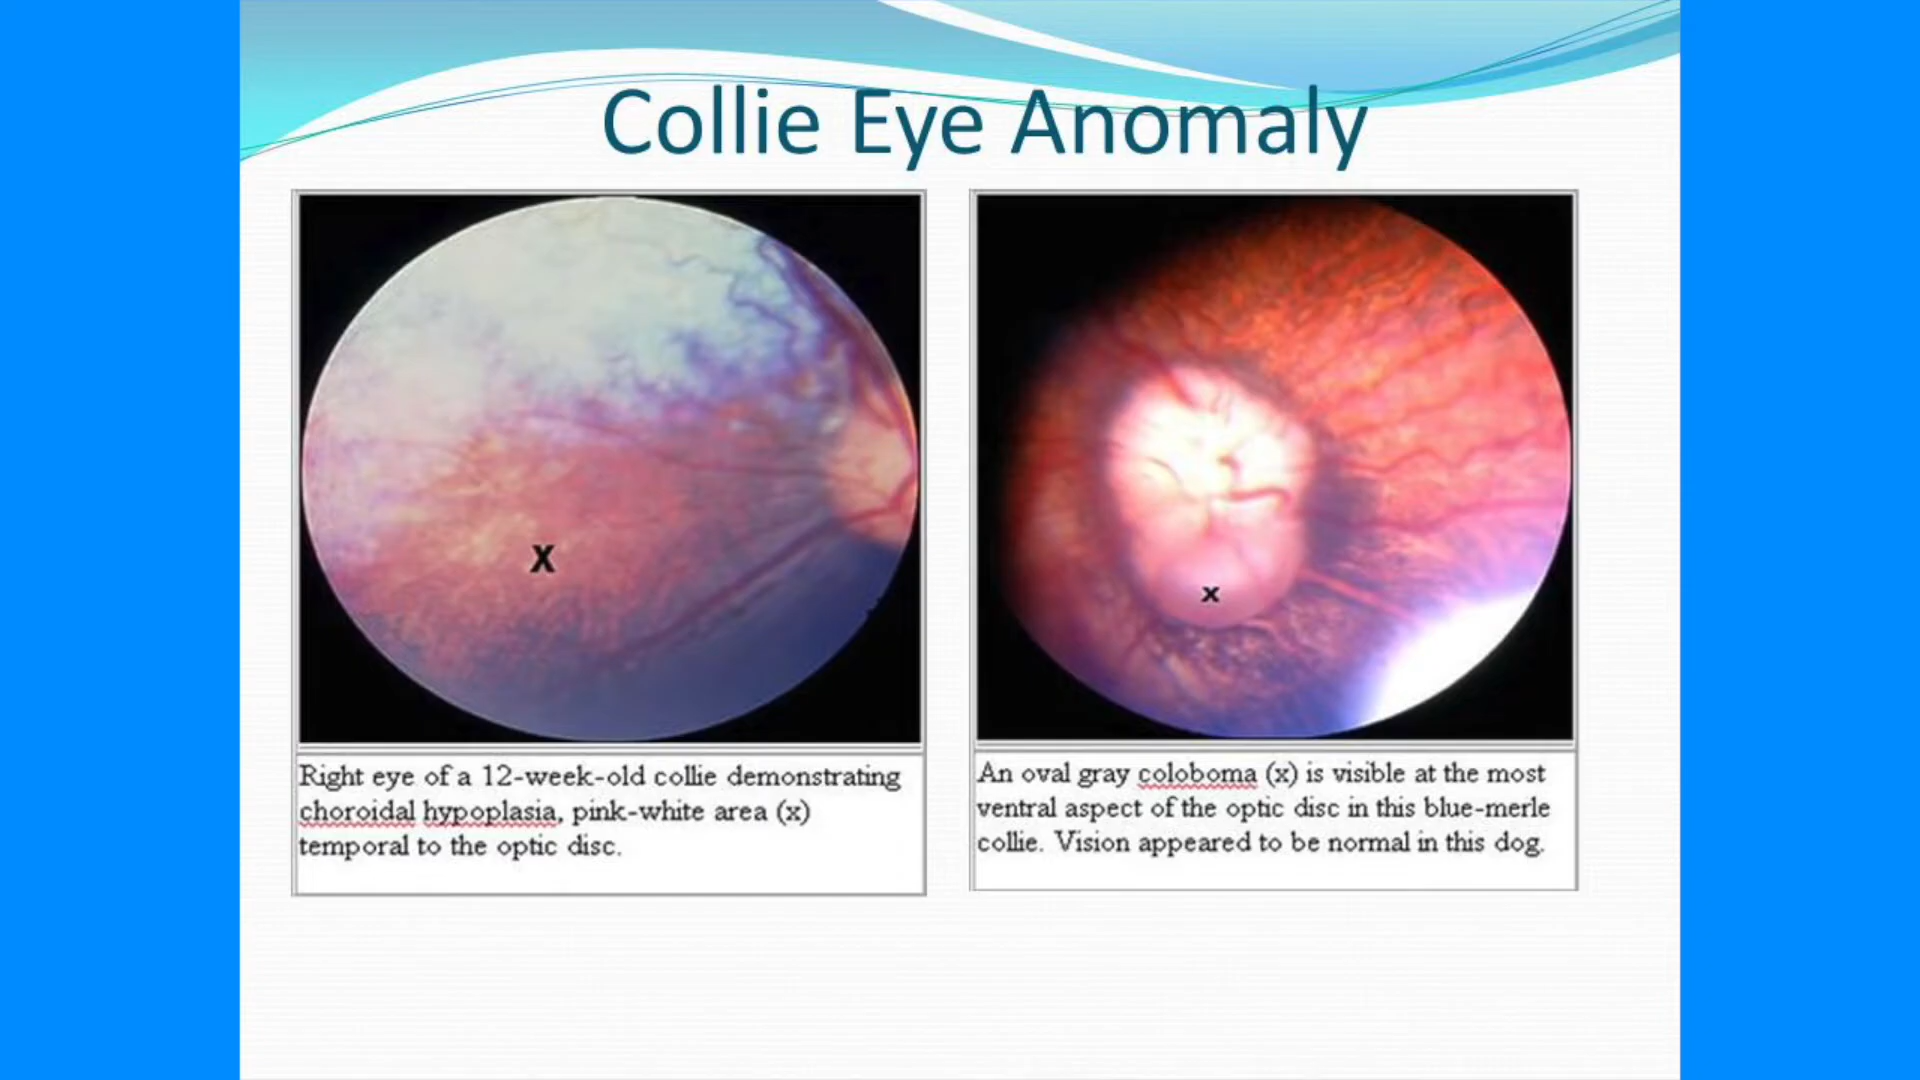 Collie Eye Anomaly
X
x
Right eye of a 12-week-old collie demonstrating
choroidal hypoplasia, pink-white area (x)
temporal to the optic disc.
An oval gray coloboma (x) is visible at the most
ventral aspect of the optic disc in this blue-merle
collie. Vision appeared to be normal in this dog.